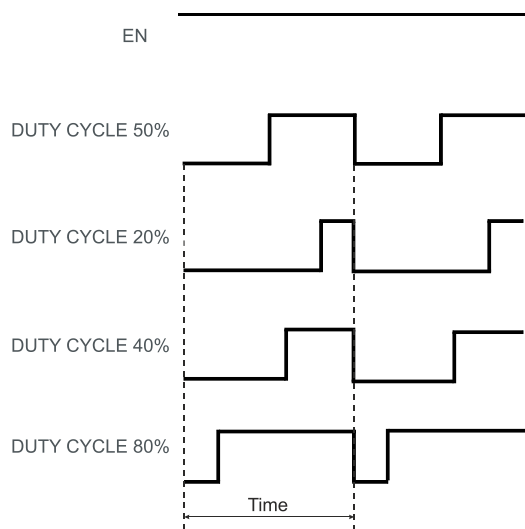 EN
DUTY CYCLE 50%
DUTY CYCLE 20%
DUTY CYCLE 40%
DUTY CYCLE 80%
Time